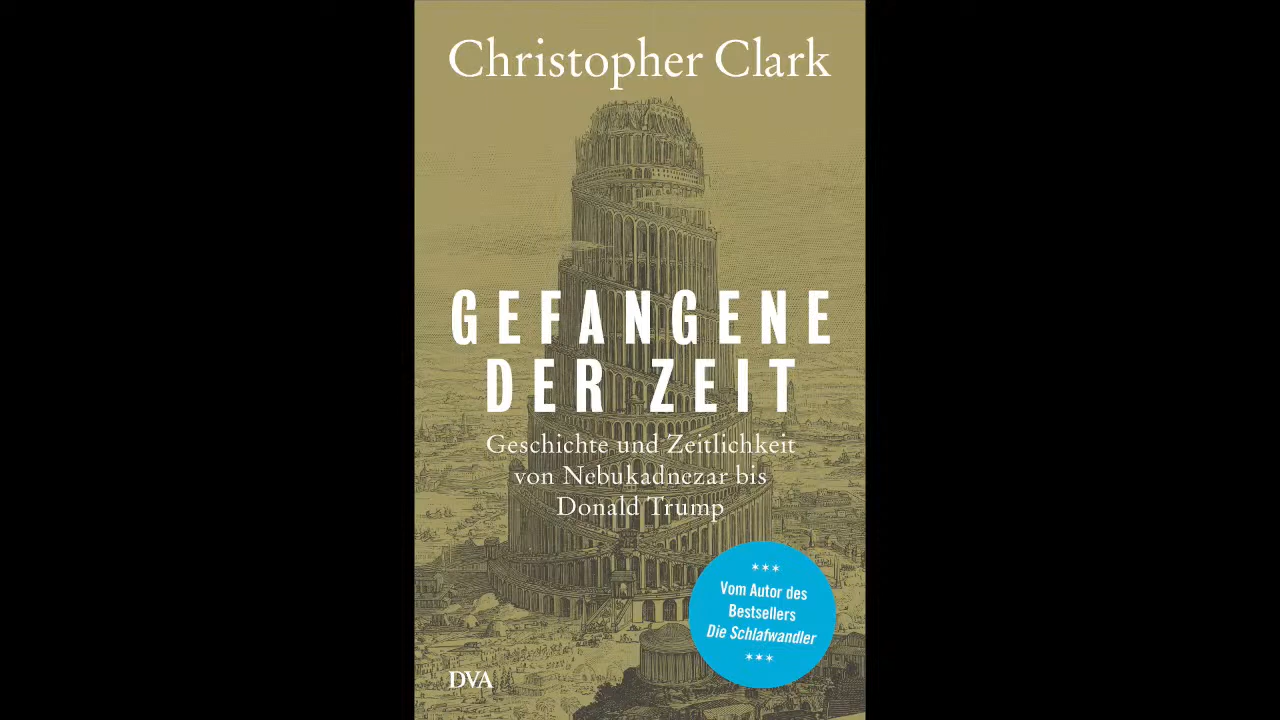 Christopher Clark
GEFANGENE
DER ZEIT
Geschichte und Zeitlichkeit
von Nebukadnezar bis
Donald Trump
***
Vom Autor des
Bestsellers
Die Schlafwandler
***
DVA